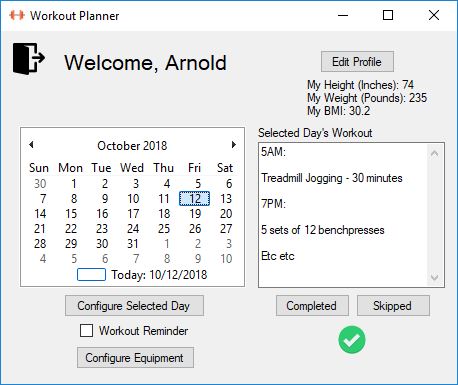 Workout Planner
Welcome, Arnold
Edit Profile
My Height (Inches): 74
My Weight (Pounds): 235
My BMI: 30.2
October 2018
Sun Mon Tue Wed Thu Fri Sat
30 1 2 3 4 5 6
7 8 9 10 11 12 13
14 15 16 17 18 19 20
21 22 23 24 25 26 27
28 29 30 31 1 2 3
4 5 6 7 8 9 10
Today: 10/12/2018
Selected Day's Workout
5AM:
Treadmill Jogging - 30 minutes
7PM:
5 sets of 12 benchpresses
Etc etc
Configure Selected Day
Completed
Skipped
Workout Reminder
Configure Equipment